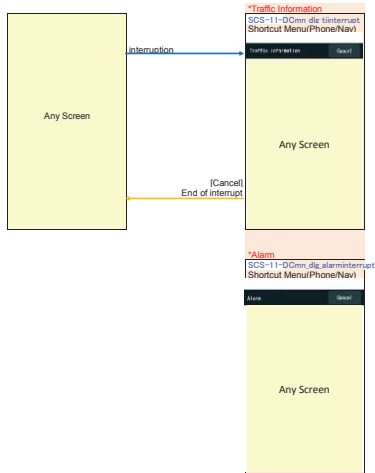 *Traffic Information
SCS-11-DCmn_dlg_tiinterrupt
Shortcut Menu(Phone/Nav)
interruption
Traffic information
Cancel
Any Screen
Any Screen
[Cancel]
End of interrupt
*Alarm
SCS-11-DCmn_dlg_alarminterrupt
Shortcut Menu(Phone/Nav)
Alarm
Cancel
Any Screen